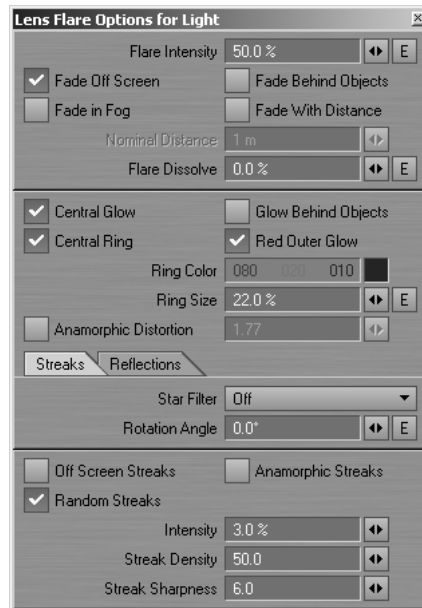 Lens Flare Options for Light
Flare Intensity 50.0 % E
Fade Off Screen Fade Behind Objects
Fade in Fog Fade With Distance
Nominal Distance 1 m
Flare Dissolve 0.0 % E
Central Glow Glow Behind Objects
Central Ring Red Outer Glow
Ring Color 080 020 010
Ring Size 22.0 % E
Anamorphic Distortion 1.77
Streaks Reflections
Star Filter Off
Rotation Angle 0.0° E
Off Screen Streaks Anamorphic Streaks
Random Streaks
Intensity 3.0 %
Streak Density 50.0
Streak Sharpness 6.0